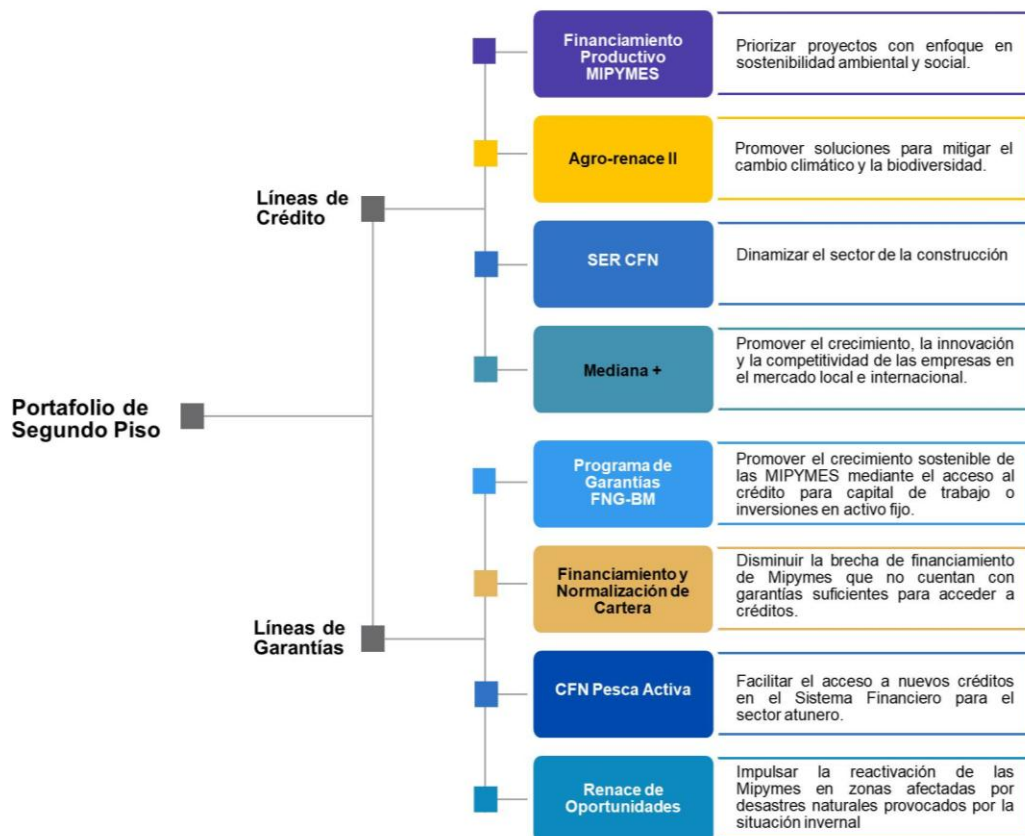 Portafolio de
Segundo Piso
Líneas de
Crédito
Financiamiento
Productivo
MIPYMES
Priorizar proyectos con enfoque en
sostenibilidad ambiental y social.
Agro-renace II
Promover soluciones para mitigar el
cambio climático y la biodiversidad.
SER CFN
Dinamizar el sector de la construcción
Mediana +
Promover el crecimiento, la innovación
y la competitividad de las empresas en
el mercado local e internacional.
Líneas de
Garantías
Programa de
Garantías
FNG-BM
Promover el crecimiento sostenible de
las MIPYMES mediante el acceso al
crédito para capital de trabajo o
inversiones en activo fijo.
Financiamiento y
Normalización de
Cartera
Disminuir la brecha de financiamiento
de Mipymes que no cuentan con
garantías suficientes para acceder a
créditos.
CFN Pesca Activa
Facilitar el acceso a nuevos créditos
en el Sistema Financiero para el
sector atunero.
Renace de
Oportunidades
Impulsar la reactivación de las
Mipymes en zonas afectadas por
desastres naturales provocados por la
situación invernal